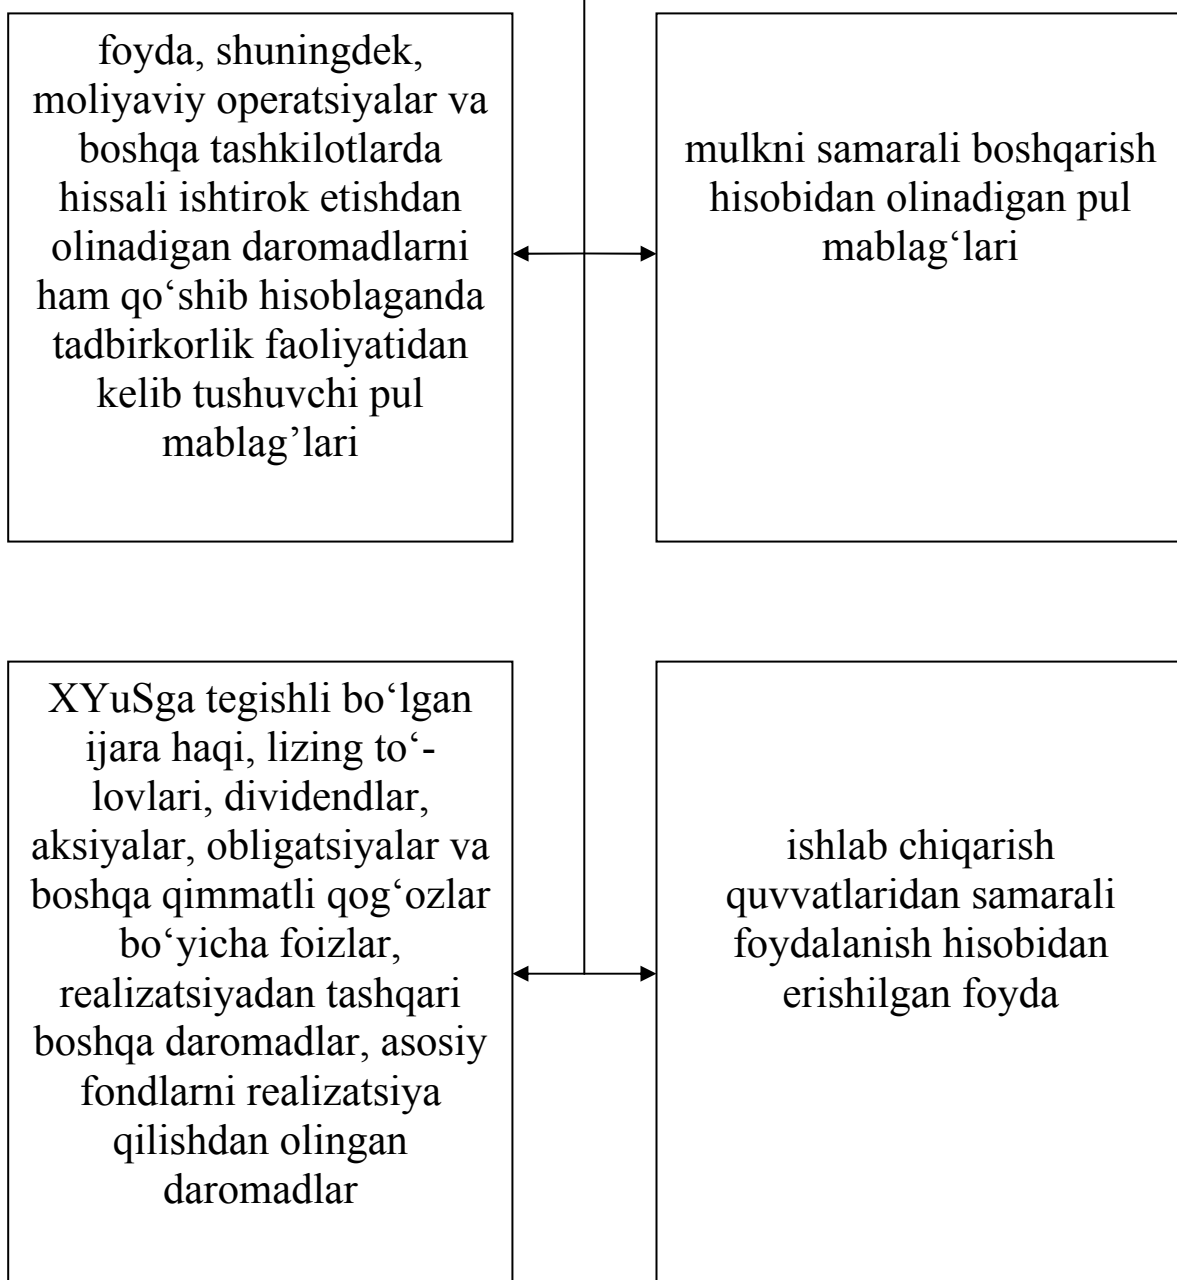 foyda, shuningdek,
moliyaviy operatsiyalar va
boshqa tashkilotlarda
hissali ishtirok etishdan
olinadigan daromadlarni
ham qo‘shib hisoblaganda
tadbirkorlik faoliyatidan
kelib tushuvchi pul
mablag’lari
mulkni samarali boshqarish
hisobidan olinadigan pul
mablag‘lari
XYuSga tegishli bo‘lgan
ijara haqi, lizing to‘-
lovlari, dividendlar,
aksiyalar, obligatsiyalar va
boshqa qimmatli qog‘ozlar
bo‘yicha foizlar,
realizatsiyadan tashqari
boshqa daromadlar, asosiy
fondlarni realizatsiya
qilishdan olingan
daromadlar
ishlab chiqarish
quvvatlaridan samarali
foydalanish hisobidan
erishilgan foyda